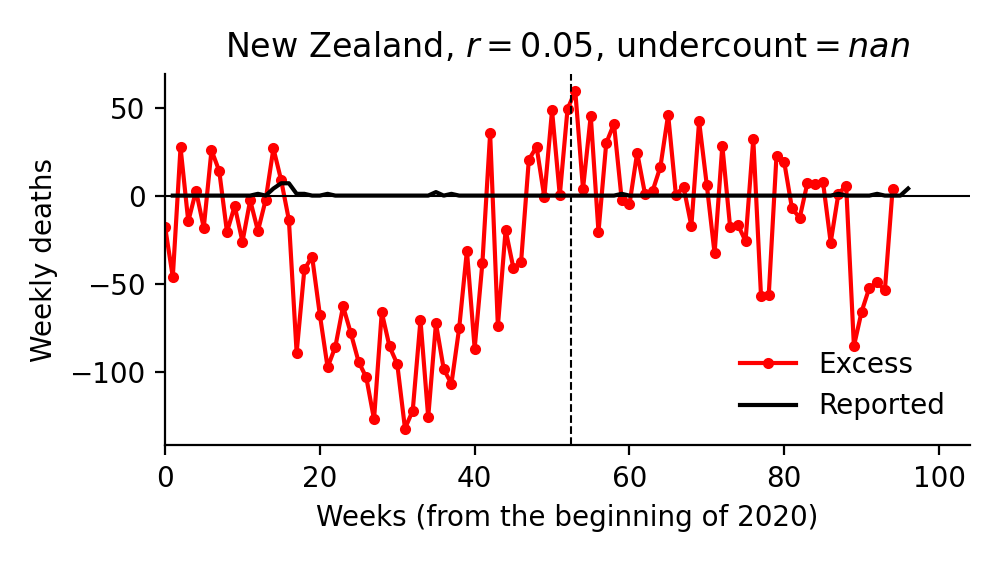 New Zealand, r = 0.05, undercount = nan
50
0
−50
−100
Weekly deaths
Excess
Reported
0 20 40 60 80 100
Weeks (from the beginning of 2020)